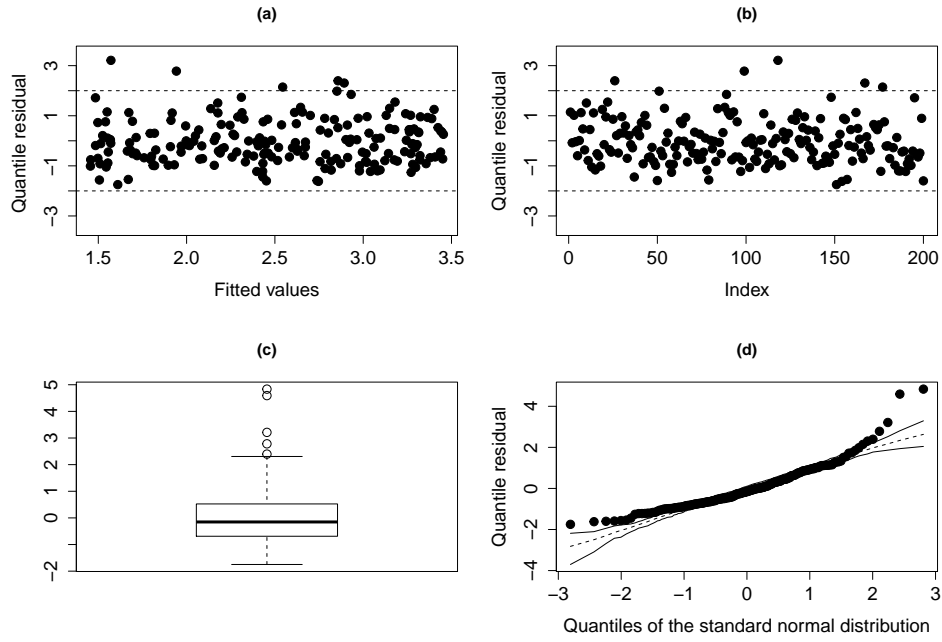 (a)
Quantile residual
3
1
−1
−3
1.5 2.0 2.5 3.0 3.5
Fitted values
(b)
Quantile residual
3
1
−1
−3
0 50 100 150 200
Index
(c)
5
4
3
2
1
0
−2
(d)
Quantile residual
4
2
0
−2
−4
−3 −2 −1 0 1 2 3
Quantiles of the standard normal distribution